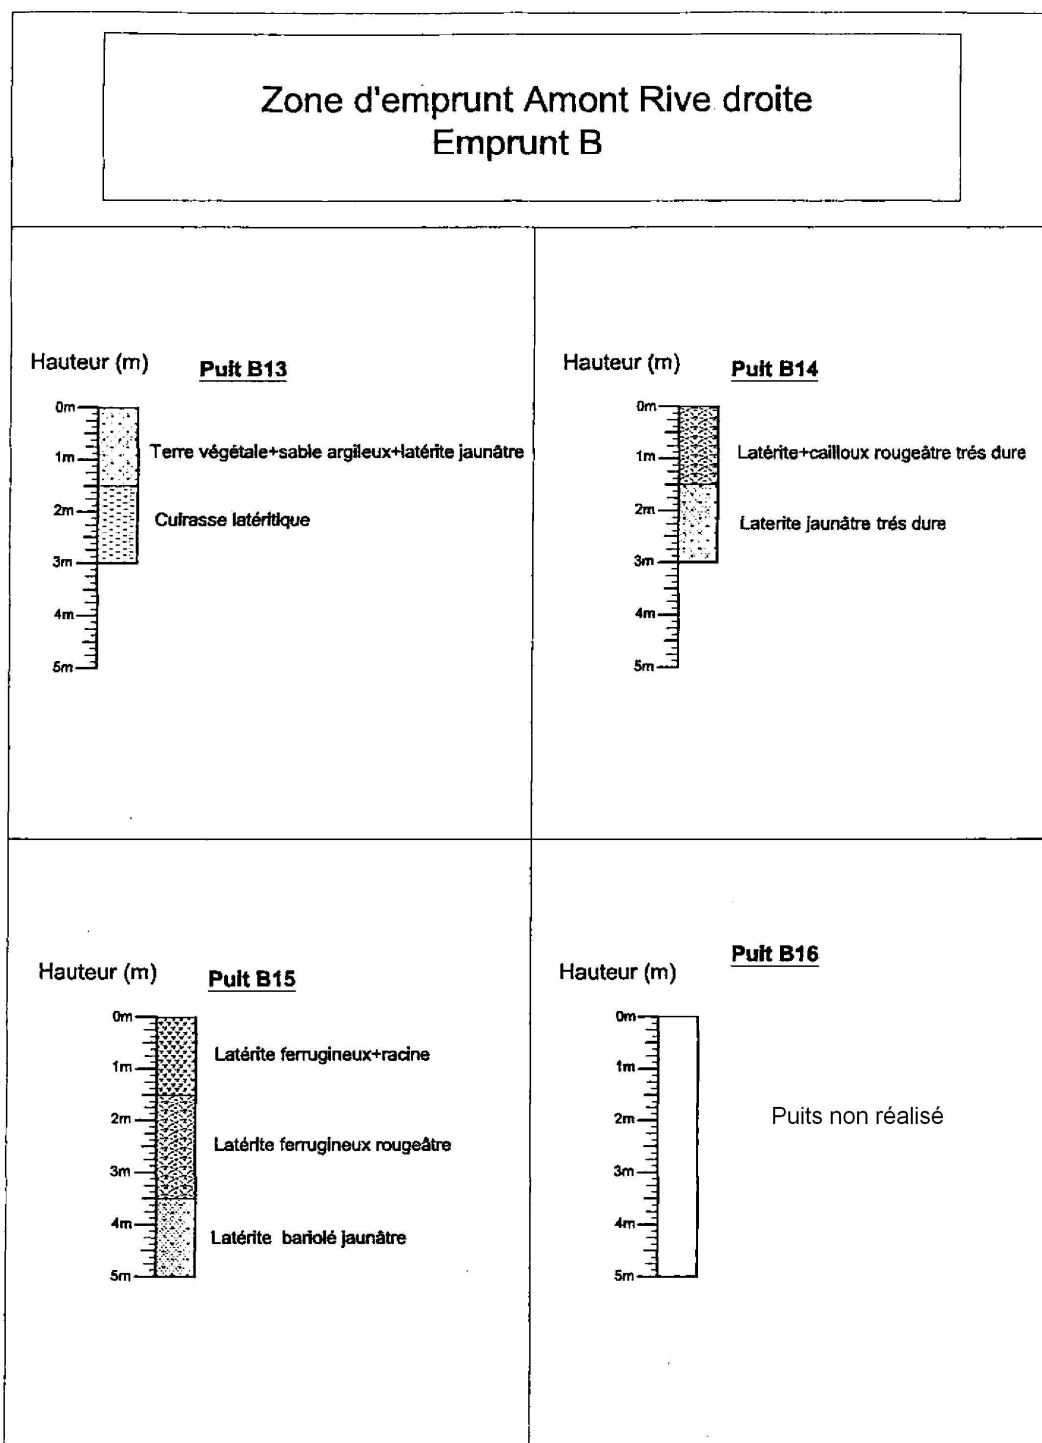 Zone d'emprunt Amont Rive droite
Emprunt B
Hauteur (m)
Puit B13
0m
1m
2m
3m
4m
5m
Terre végétale+sable argileux+latérite jaunâtre
Cuirasse latéritique
Hauteur (m)
Puit B14
0m
1m
2m
3m
4m
5m
Latérite+cailloux rougeâtre trés dure
Laterite jaunâtre trés dure
Hauteur (m)
Puit B15
0m
1m
2m
3m
4m
5m
Latérite ferrugineux+racine
Latérite ferrugineux rougeâtre
Latérite bariolé jaunâtre
Hauteur (m)
Puit B16
0m
1m
2m
3m
4m
5m
Puits non réalisé